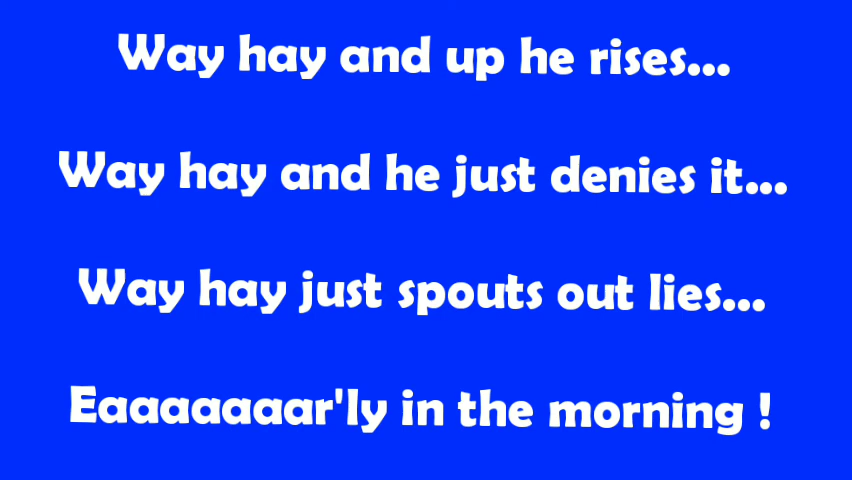 Way hay and up he rises...
Way hay and he just denies it...
Way hay just spouts out lies...
Eaaaaaaar'ly in the morning !